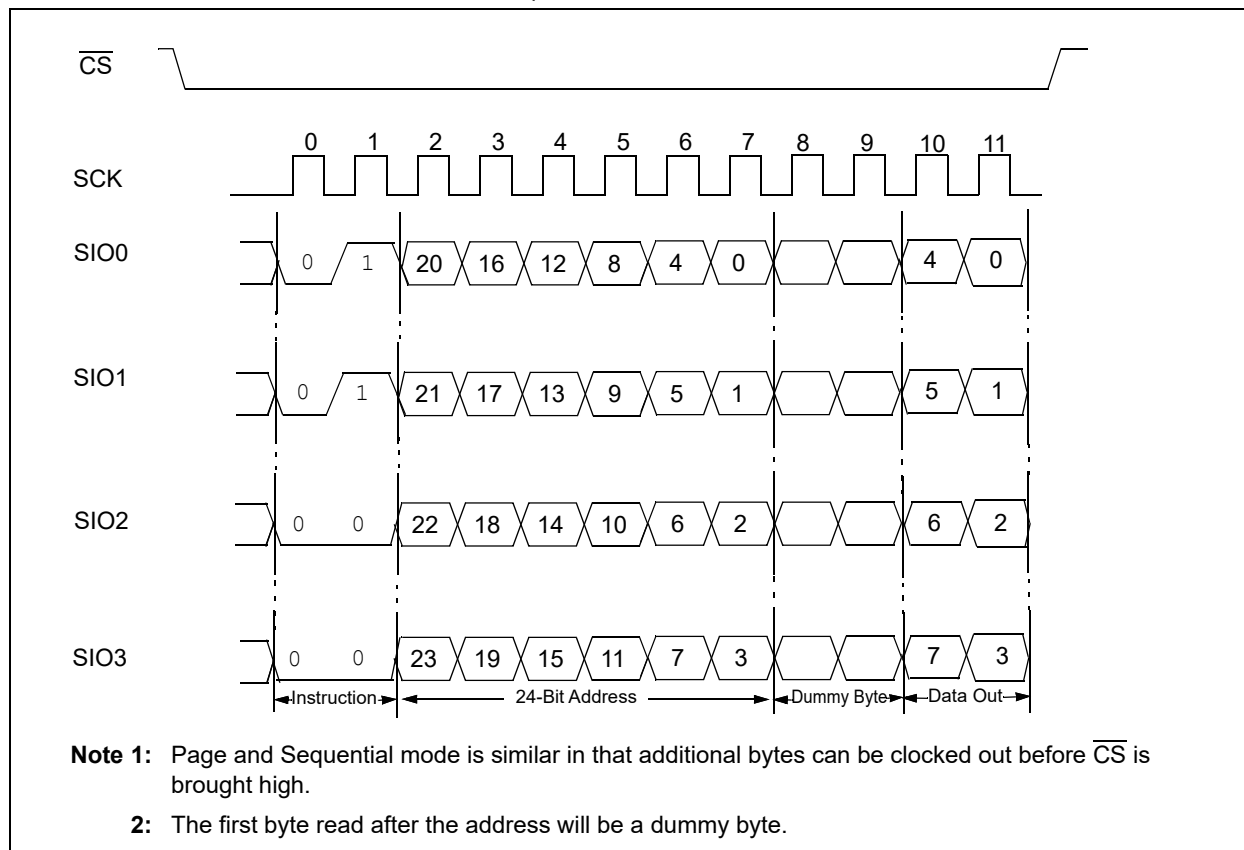 CS
0 1 2 3 4 5 6 7 8 9 10 11
SCK
SIO0 0 1 20 16 12 8 4 0 4 0
SIO1 0 1 21 17 13 9 5 1 5 1
SIO2 0 0 22 18 14 10 6 2 6 2
SIO3 0 0 23 19 15 11 7 3 7 3
Instruction 24-Bit Address Dummy Byte Data Out
Note 1: Page and Sequential mode is similar in that additional bytes can be clocked out before CS is
brought high.
2: The first byte read after the address will be a dummy byte.